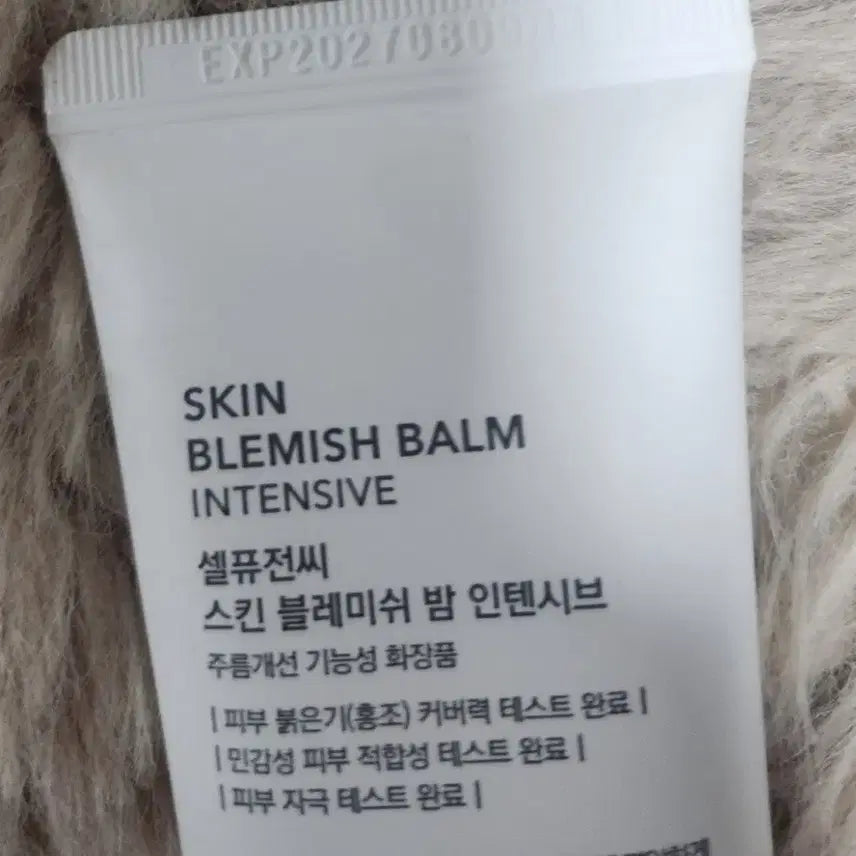 SKIN
BLEMISH BALM
INTENSIVE
셀퓨전씨
스킨 블레미쉬 밤 인텐시브
주름개선 기능성 화장품
| 피부 붉은기(홍조) 커버력 테스트 완료 |
| 민감성 피부 적합성 테스트 완료 |
| 피부 자극 테스트 완료 |